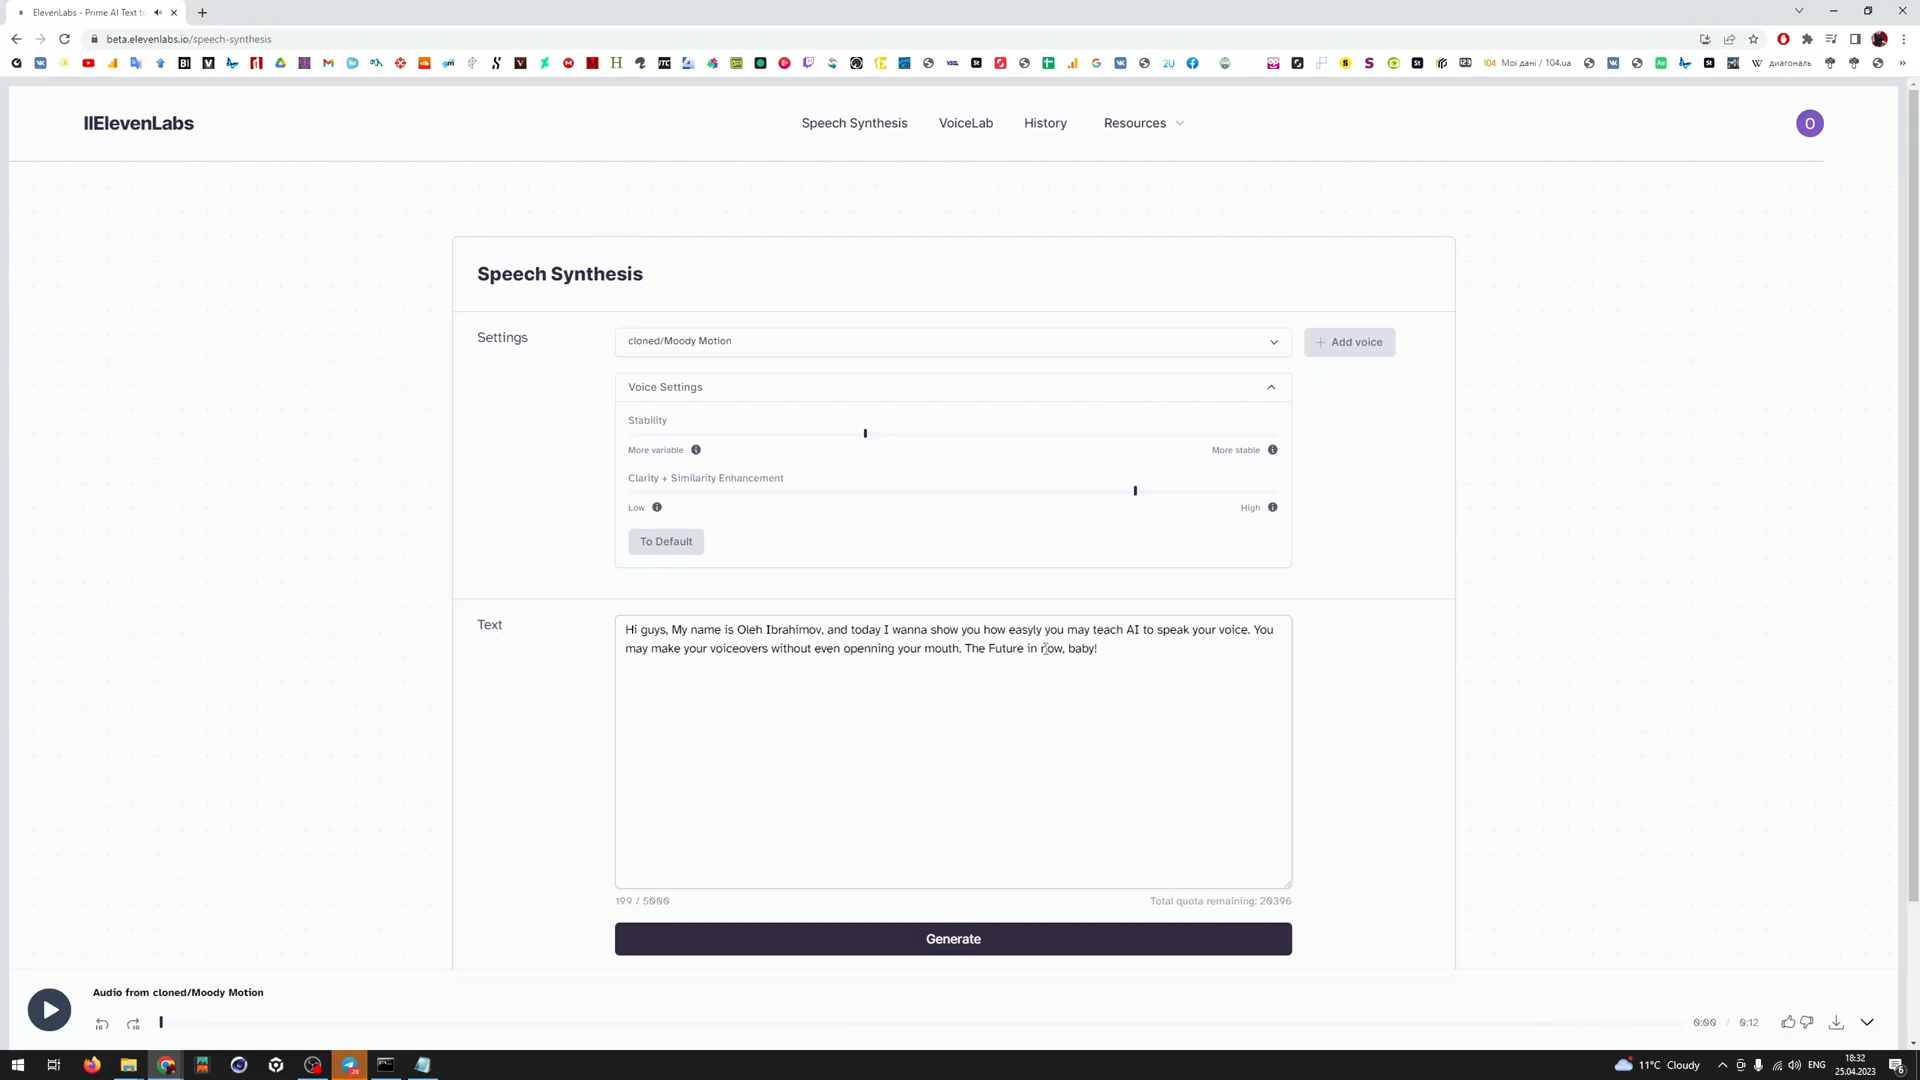 ElevenLabs - Prime AI Text to
beta.elevenlabs.io/speech-synthesis
Мої дані / 104.ua
диагональ
IIElevenLabs
Speech Synthesis
VoiceLab
History
Resources
O
Speech Synthesis
Settings
cloned/Moody Motion
Add voice
Voice Settings
Stability
More variable
More stable
Clarity + Similarity Enhancement
Low
High
To Default
Text
Hi guys, My name is Oleh Ibrahimov, and today I wanna show you how easyly you may teach AI to speak your voice. You
may make your voiceovers without even openning your mouth. The Future in now, baby!
199 / 5000
Total quota remaining: 20396
Generate
Audio from cloned/Moody Motion
0:00 / 0:12
11°C Cloudy
ENG
18:32
25.04.2023